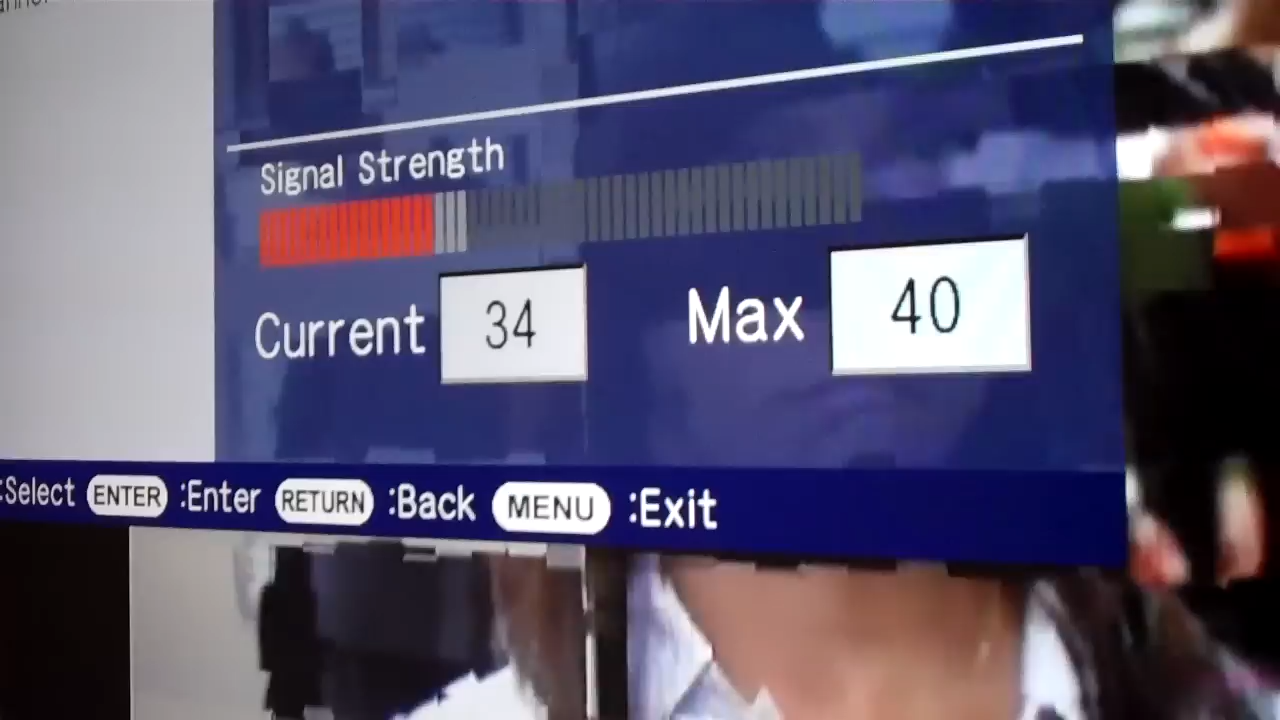 Signal Strength
Current 34 Max 40
:Select ENTER :Enter RETURN :Back MENU :Exit